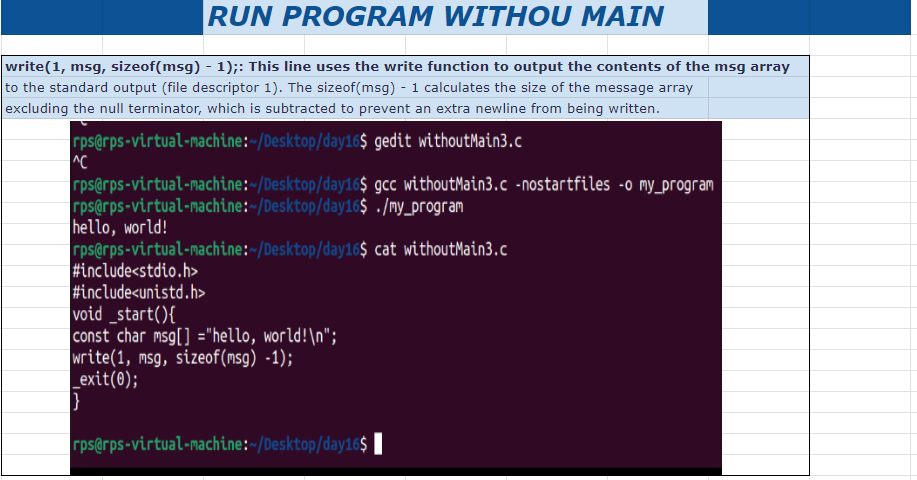 RUN PROGRAM WITHOU MAIN
write(1, msg, sizeof(msg) - 1);: This line uses the write function to output the contents of the msg array
to the standard output (file descriptor 1). The sizeof(msg) - 1 calculates the size of the message array
excluding the null terminator, which is subtracted to prevent an extra newline from being written.
rps@rps-virtual-machine:~/Desktop/day16$ gedit withoutMain3.c
^C
rps@rps-virtual-machine:~/Desktop/day16$ gcc withoutMain3.c -nostartfiles -o my_program
rps@rps-virtual-machine:~/Desktop/day16$ ./my_program
hello, world!
rps@rps-virtual-machine:~/Desktop/day16$ cat withoutMain3.c
#include<stdio.h>
#include<unistd.h>
void _start(){
const char msg[] ="hello, world!\n";
write(1, msg, sizeof(msg) -1);
_exit(0);
}
rps@rps-virtual-machine:~/Desktop/day16$